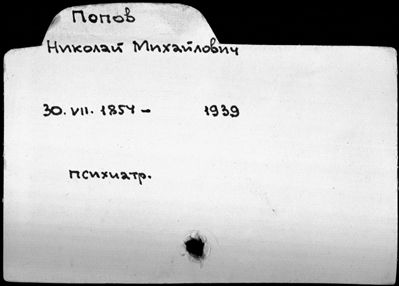 Попов
Николай Михайлович
30. VII. 1854 - 1939
психиатр.